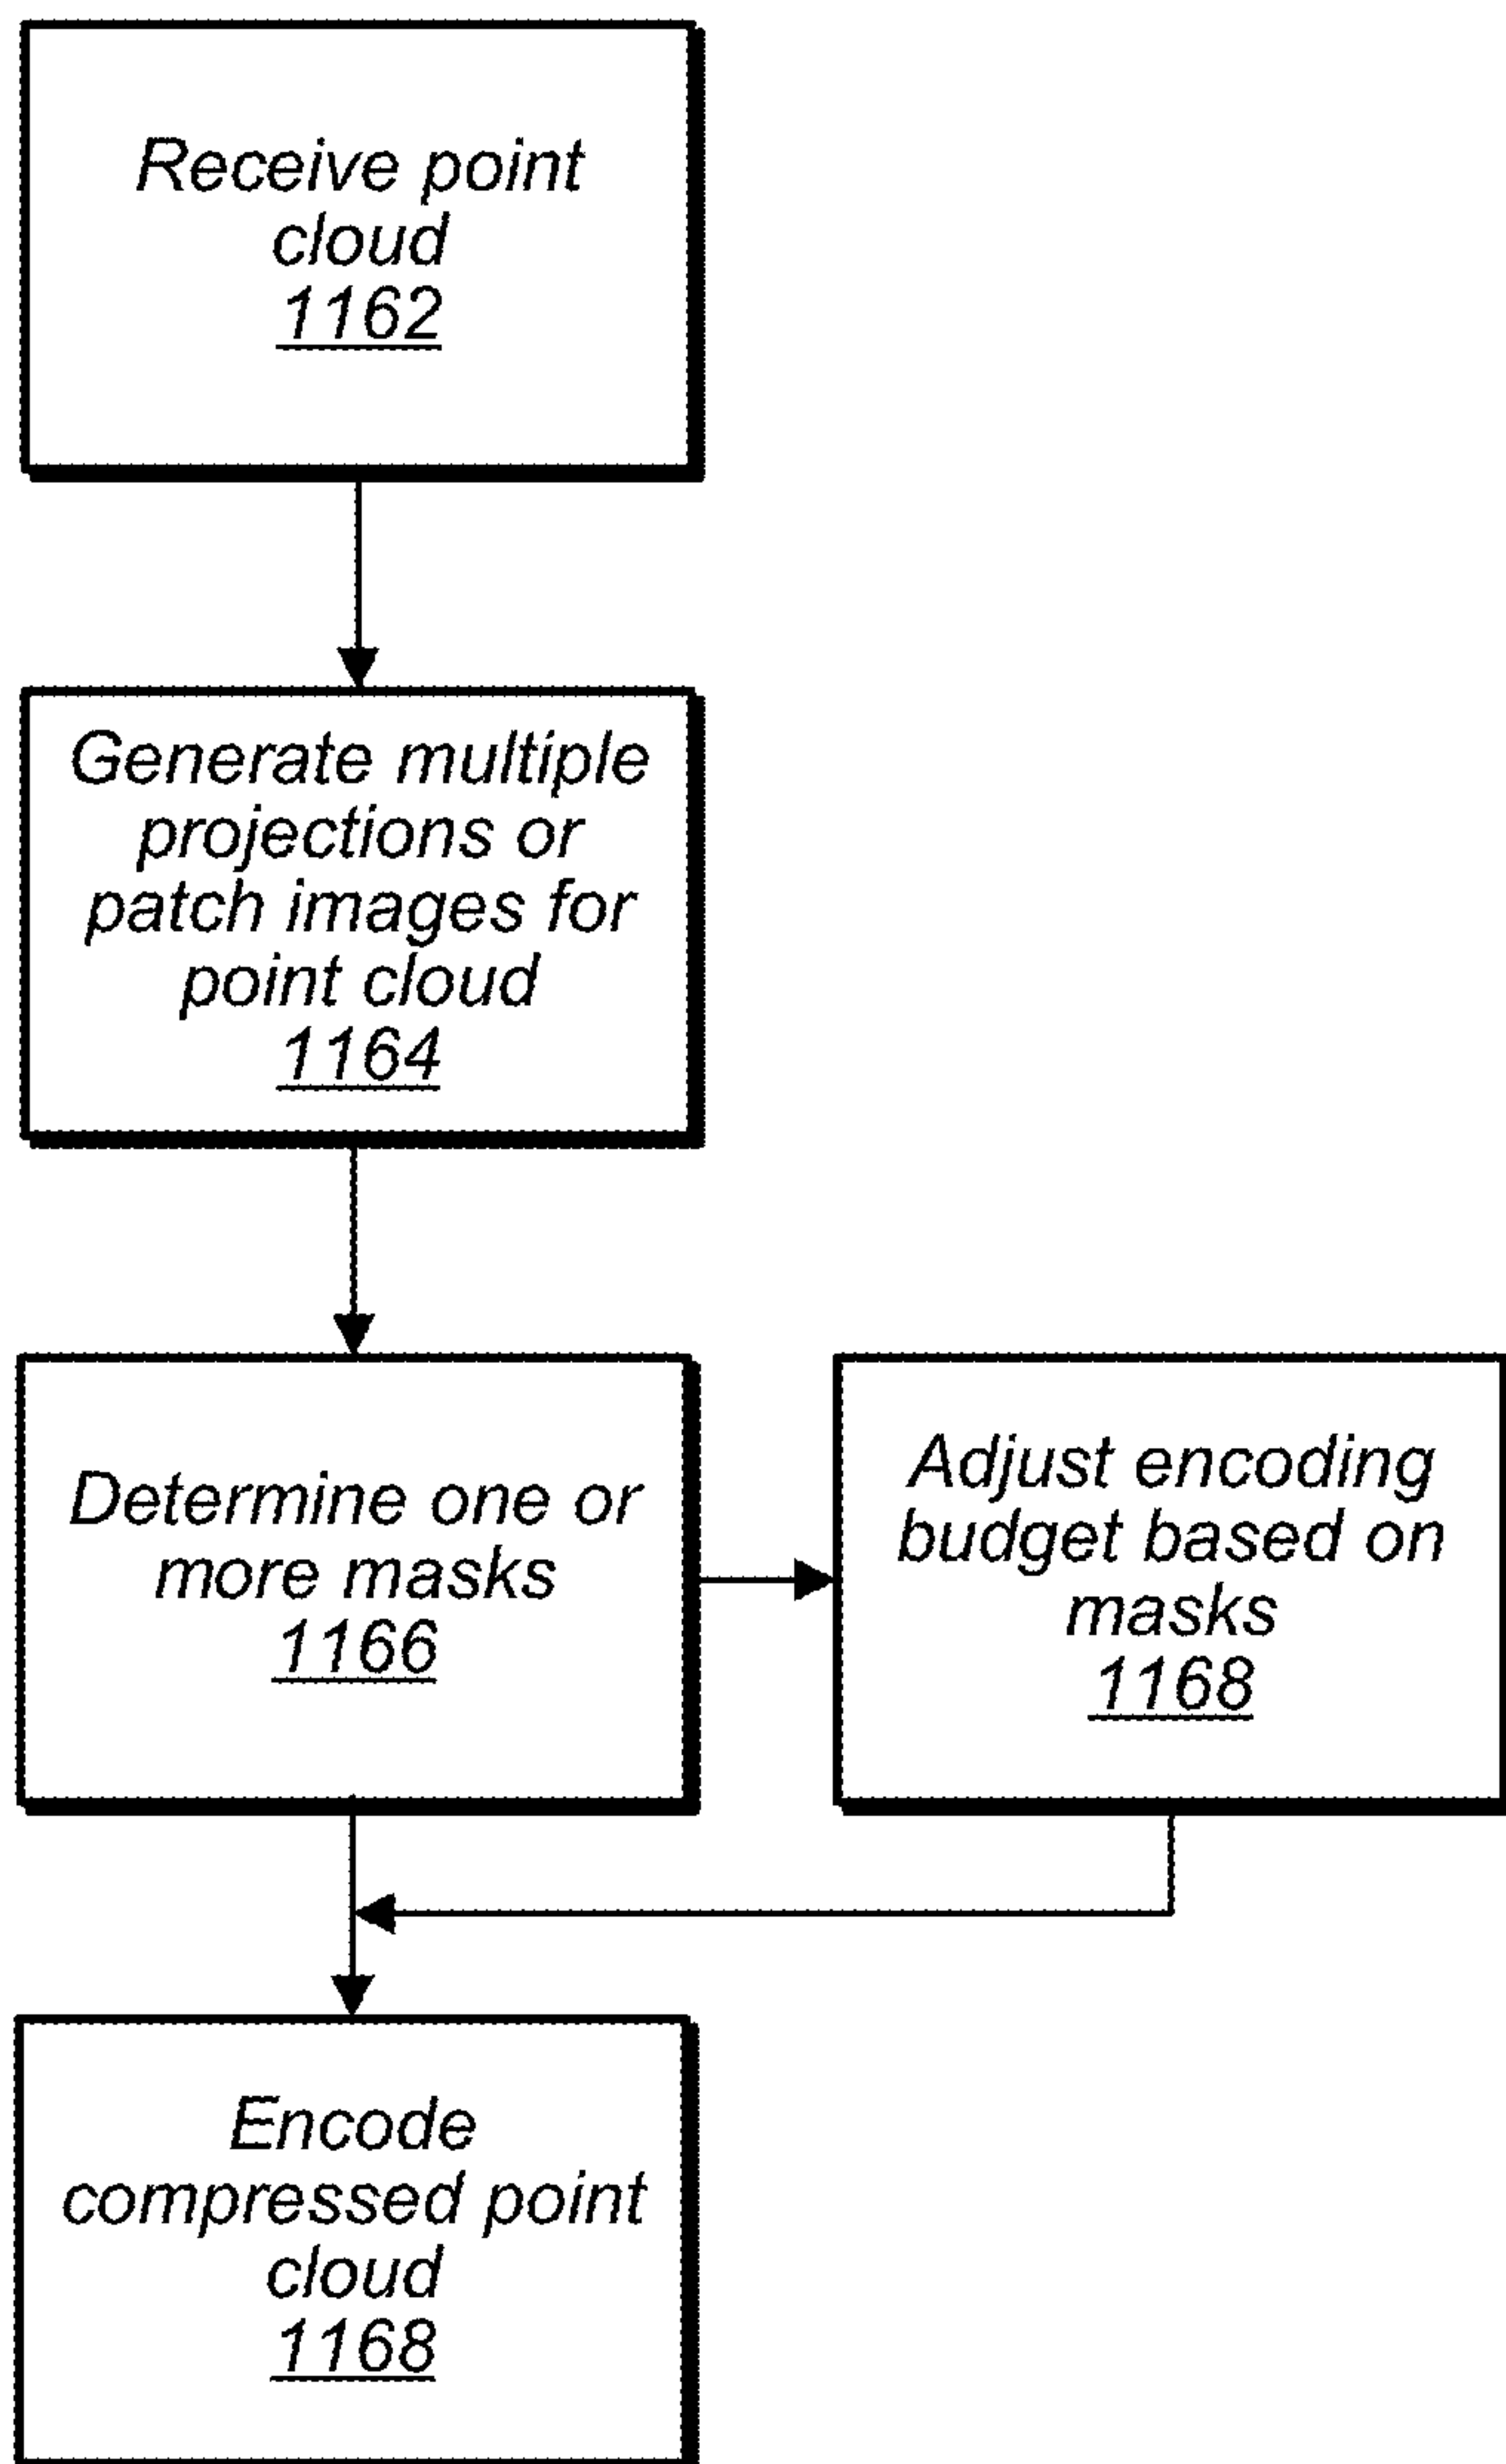 Receive point
cloud
1162
Generate multiple
projections or
patch images for
point cloud
1164
Determine one or
more masks
1166
Adjust encoding
budget based on
masks
1168
Encode
compressed point
cloud
1168